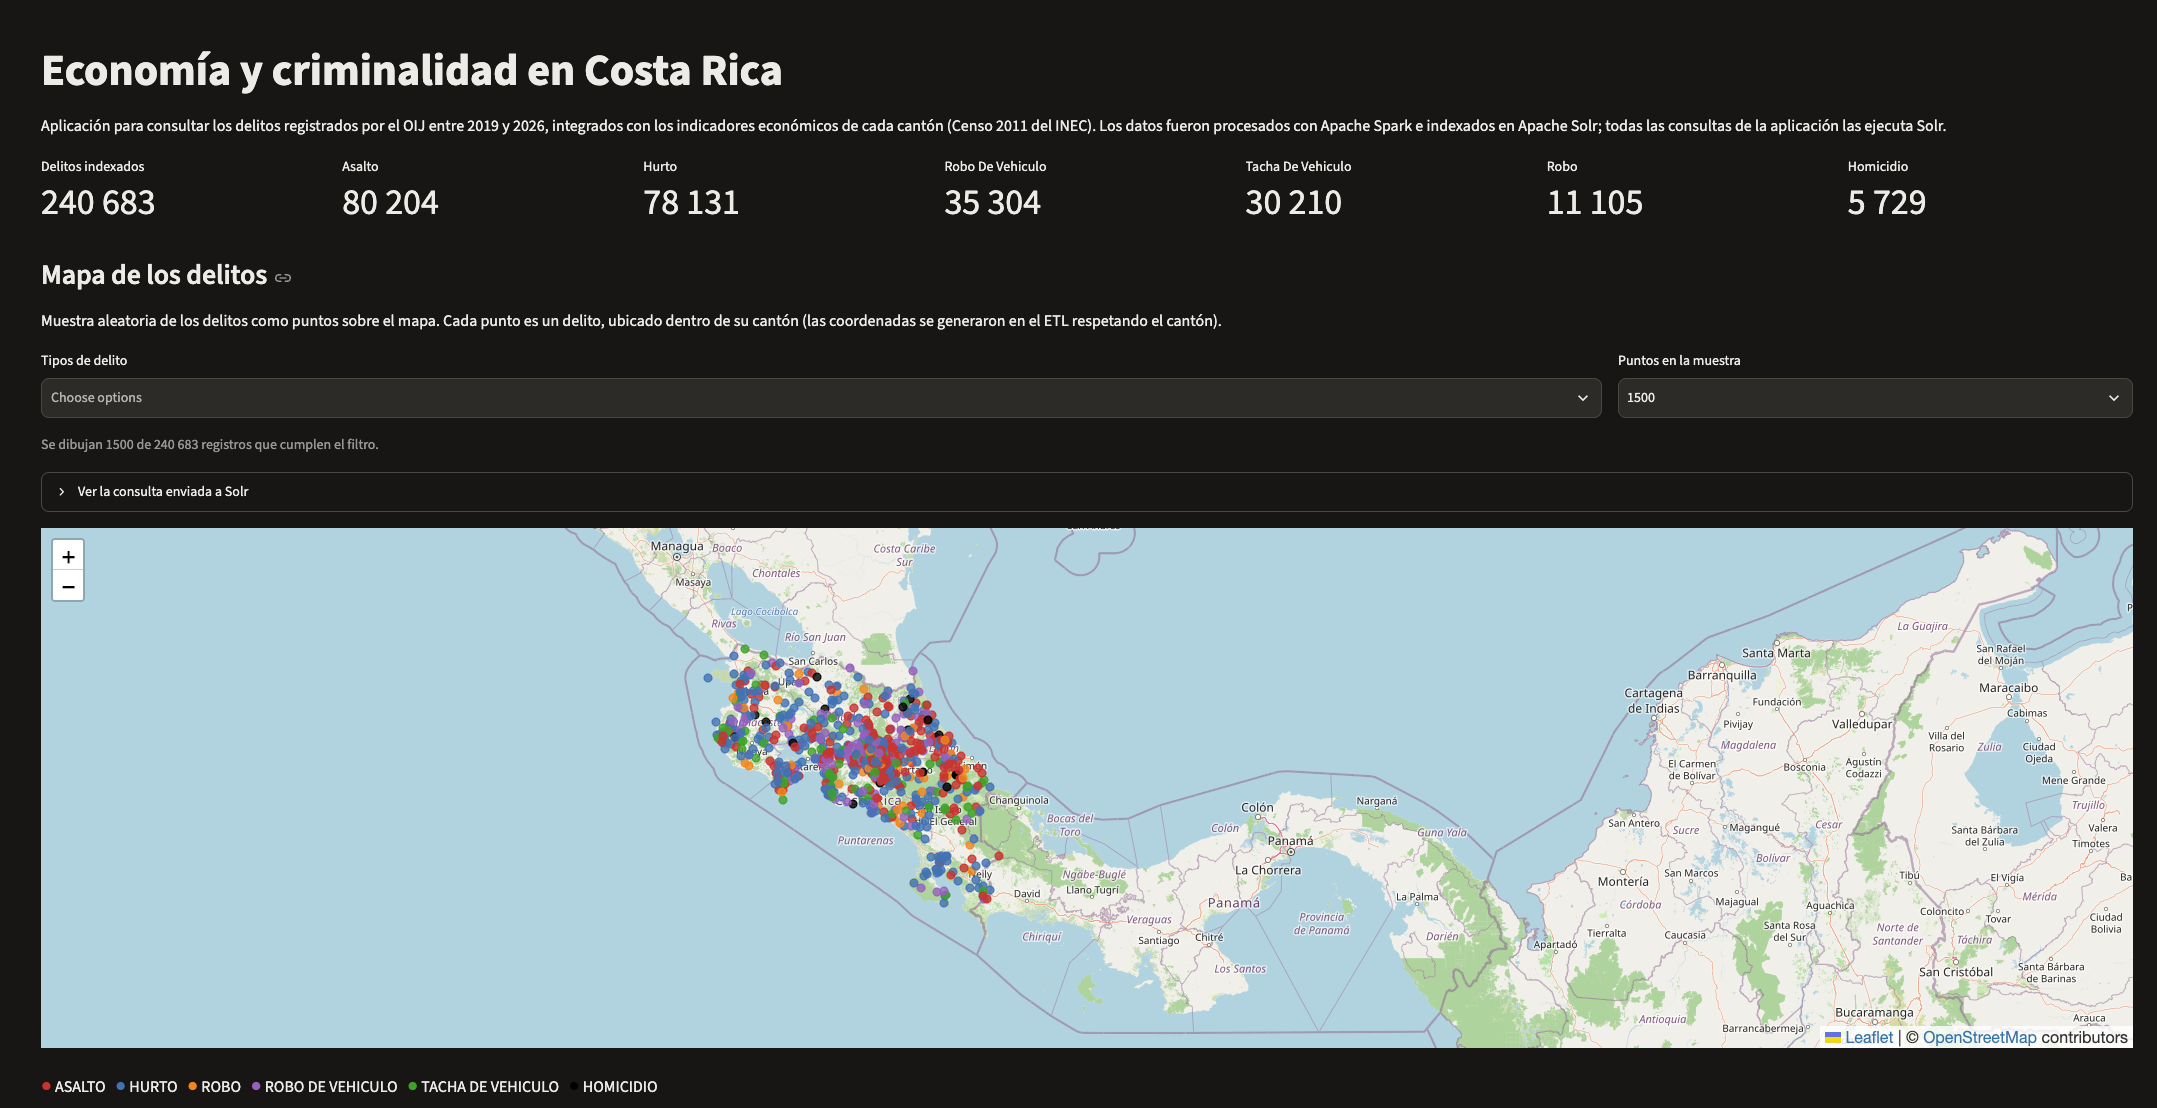 Economía y criminalidad en Costa Rica
Aplicación para consultar los delitos registrados por el OIJ entre 2019 y 2026, integrados con los indicadores económicos de cada cantón (Censo 2011 del INEC). Los datos fueron procesados con Apache Spark e indexados en Apache Solr; todas las consultas de la aplicación las ejecuta Solr.
Delitos indexados
240 683
Asalto
80 204
Hurto
78 131
Robo De Vehiculo
35 304
Tacha De Vehiculo
30 210
Robo
11 105
Homicidio
5 729
Mapa de los delitos
Muestra aleatoria de los delitos como puntos sobre el mapa. Cada punto es un delito, ubicado dentro de su cantón (las coordenadas se generaron en el ETL respetando el cantón).
Tipos de delito
Choose options
Puntos en la muestra
1500
Se dibujan 1500 de 240 683 registros que cumplen el filtro.
Ver la consulta enviada a Solr
+
−
Managua
Boaco
Costa Caribe
Sur
Masaya
Chontales
Lago Cocibolca
Rivas
Río San Juan
San Carlos
Puntarenas
El General
Changuinola
Bocas del
Toro
Ngäbe-Buglé
David
Llano Tugri
Chiriquí
Veraguas
Santiago
Chitré
Los Santos
Colón
Colón
Panamá
La Chorrera
Panamá
Narganá
Guna Yala
La Palma
Provincia
de Panamá
Darién
La Guajira
Santa Marta
Barranquilla
San Rafael
del Moján
Maracaibo
Cartagena
de Indias
Fundación
Cabimas
Pivijay
Valledupar
Magdalena
Villa del
Rosario
Zulia
Ciudad
Ojeda
El Carmen
de Bolívar
Bosconia
Agustín
Codazzi
Mene Grande
Trujillo
San Antero
Sucre
Magangué
Cesar
Santa Bárbara
del Zulia
Valera
Timotes
Bolívar
Montería
San Marcos
Tibú
El Vigía
Mérida
Córdoba
Majagual
Aguachica
Coloncito
Tovar
Ciudad
Bolivia
Apartadó
Tierralta
Caucasia
Santa Rosa
del Sur
Norte de
Santander
Táchira
San Cristóbal
Santa Bárbara
de Barinas
Antioquia
Barrancabermeja
Bucaramanga
Arauca
Leaflet | © OpenStreetMap contributors
ASALTO HURTO ROBO ROBO DE VEHICULO TACHA DE VEHICULO HOMICIDIO